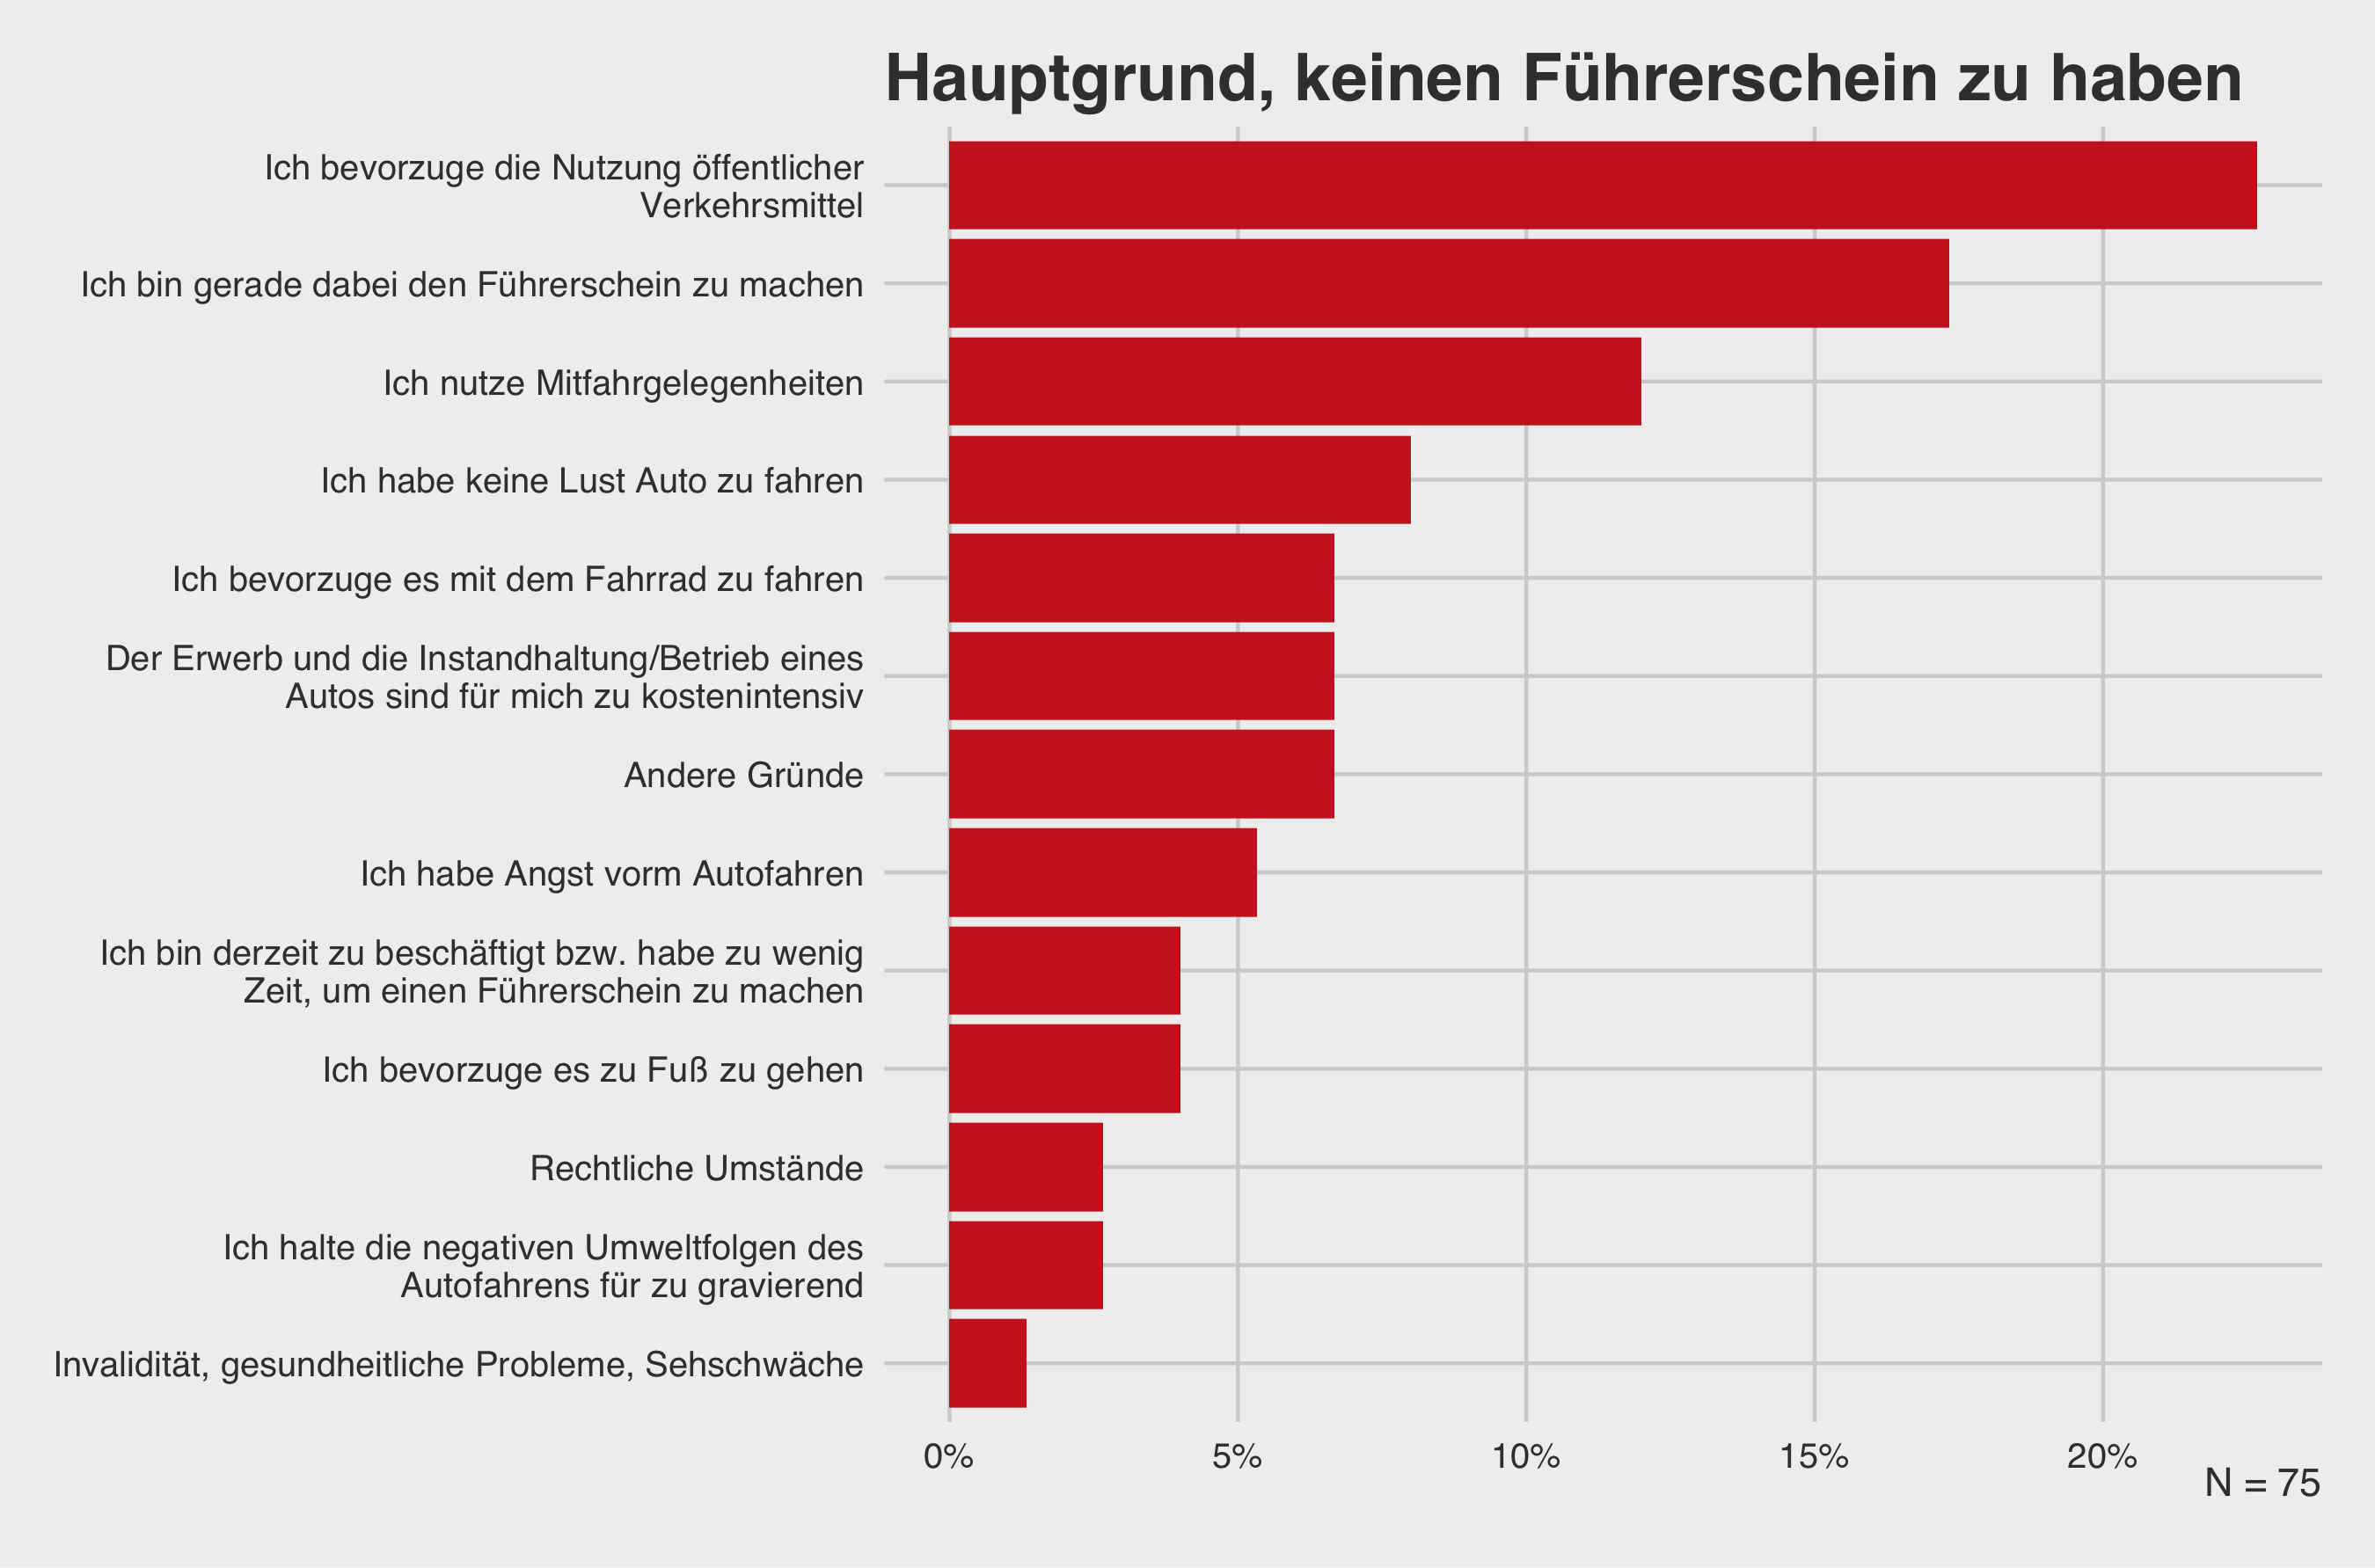 Hauptgrund, keinen Führerschein zu haben
Ich bevorzuge die Nutzung öffentlicher
Verkehrsmittel
Ich bin gerade dabei den Führerschein zu machen
Ich nutze Mitfahrgelegenheiten
Ich habe keine Lust Auto zu fahren
Ich bevorzuge es mit dem Fahrrad zu fahren
Der Erwerb und die Instandhaltung/Betrieb eines
Autos sind für mich zu kostenintensiv
Andere Gründe
Ich habe Angst vorm Autofahren
Ich bin derzeit zu beschäftigt bzw. habe zu wenig
Zeit, um einen Führerschein zu machen
Ich bevorzuge es zu Fuß zu gehen
Rechtliche Umstände
Ich halte die negativen Umweltfolgen des
Autofahrens für zu gravierend
Invalidität, gesundheitliche Probleme, Sehschwäche
0% 5% 10% 15% 20%
N = 75